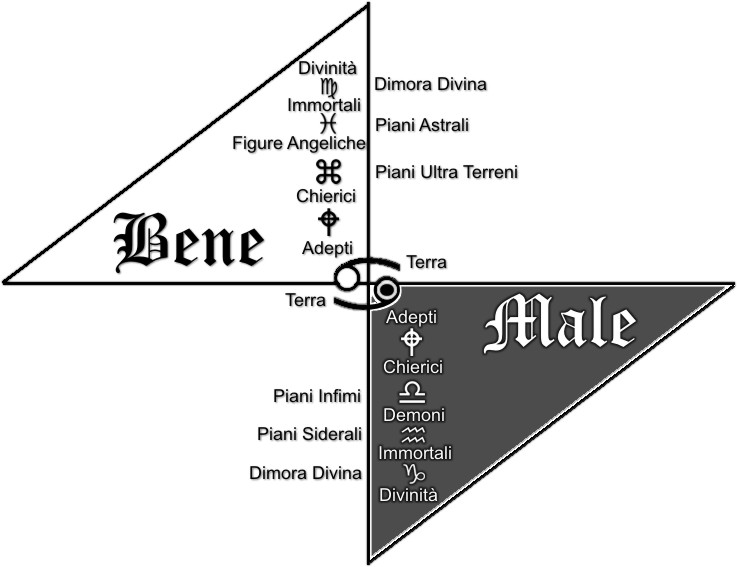 Divinità
Dimora Divina
Immortali
Piani Astrali
Figure Angeliche
Piani Ultra Terreni
Chierici
Bene
Adepti
Terra
Terra
Adepti
Male
Chierici
Piani Infimi
Demoni
Piani Siderali
Immortali
Dimora Divina
Divinità